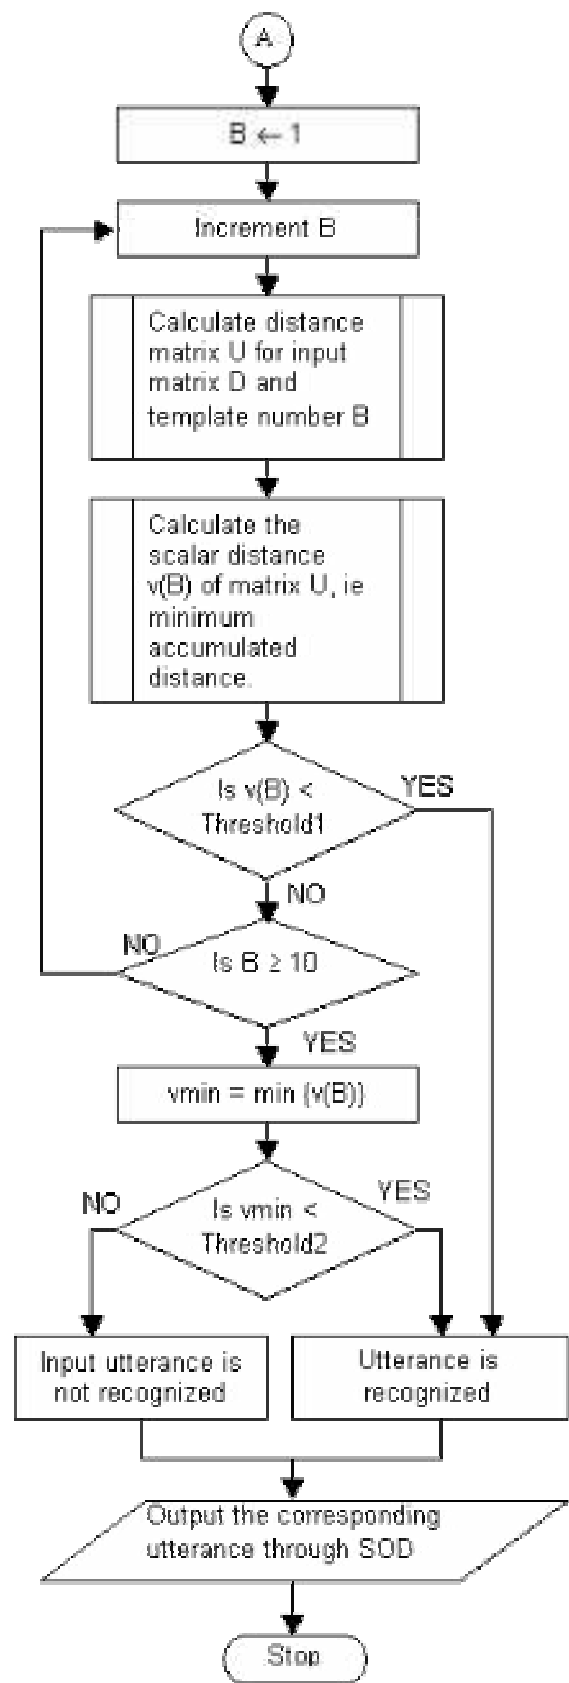 A
B ← 1
Increment B
Calculate distance
matrix U for input
matrix D and
template number B
Calculate the
scalar distance
v(B) of matrix U, ie
minimum
accumulated
distance.
Is v(B) <
Threshold1
YES
NO
Is B ≥ 10
NO
YES
vmin = min {v(B)}
Is vmin <
Threshold2
NO
YES
Input utterance is
not recognized
Utterance is
recognized
Output the corresponding
utterance through SOD
Stop